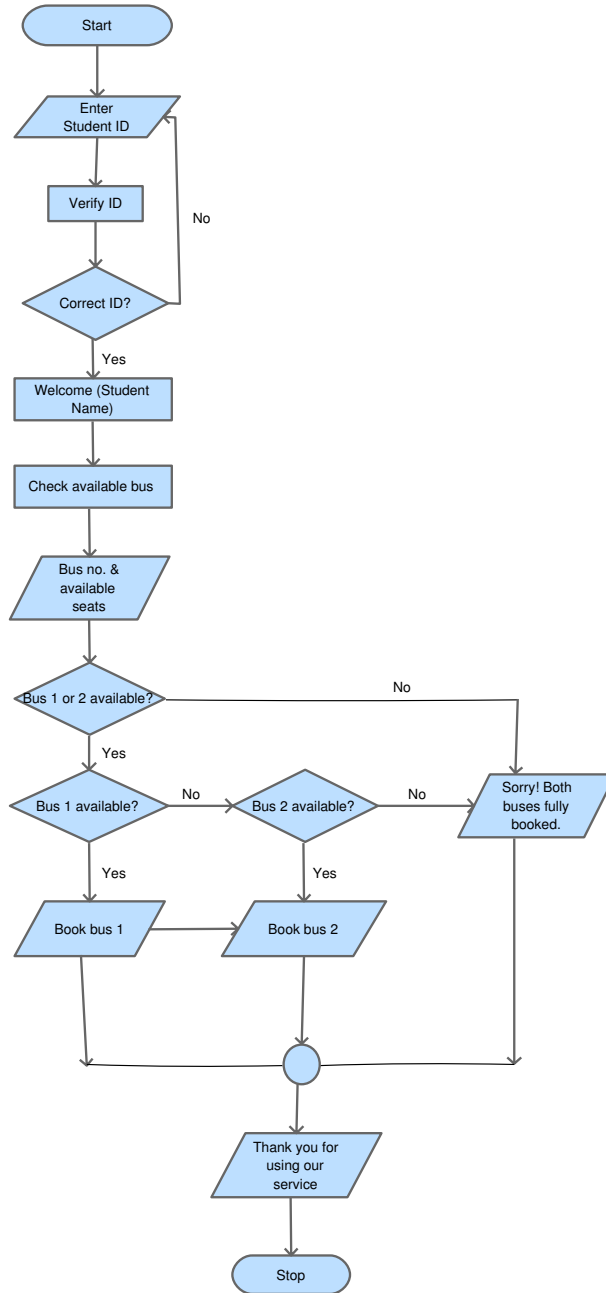 Start
Enter
Student ID
Verify ID
No
Correct ID?
Yes
Welcome (Student
Name)
Check available bus
Bus no. &
available
seats
Bus 1 or 2 available?
No
Yes
Bus 1 available?
No
Bus 2 available?
No
Sorry! Both
buses fully
booked.
Yes
Yes
Book bus 1
Book bus 2
Thank you for
using our
service
Stop